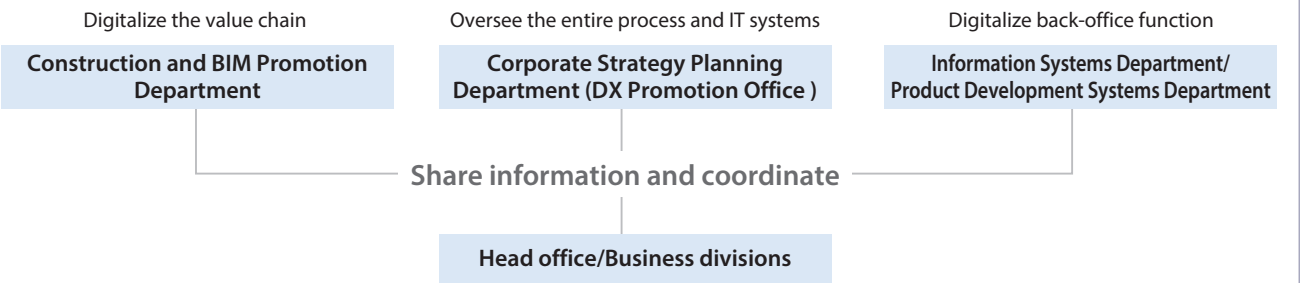 Digitalize the value chain
Oversee the entire process and IT systems
Digitalize back-office function
Construction and BIM Promotion
Department
Corporate Strategy Planning
Department (DX Promotion Office )
Information Systems Department/
Product Development Systems Department
Share information and coordinate
Head office/Business divisions